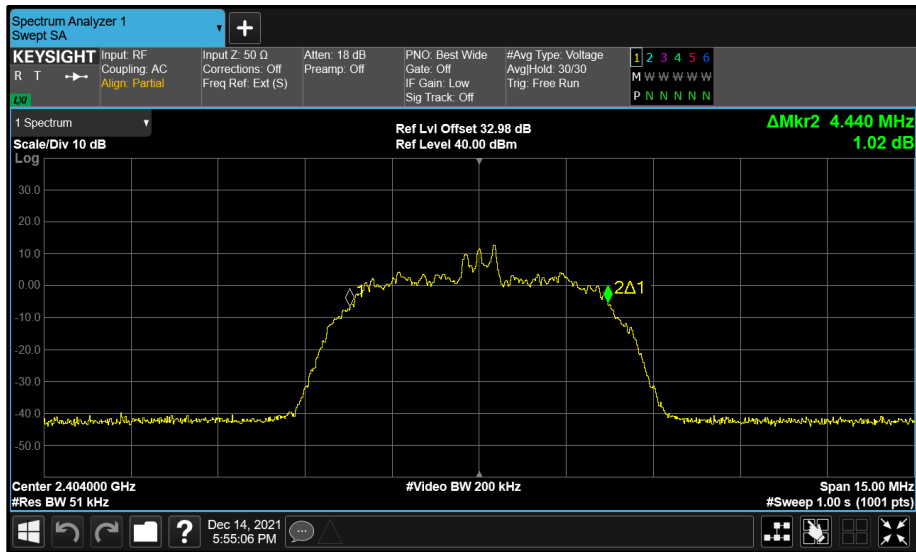 Spectrum Analyzer 1
Swept SA
+
KEYSIGHT
R T
LXI
Input: RF
Coupling: AC
Align: Partial
Input Z: 50 Ω
Corrections: Off
Freq Ref: Ext (S)
Atten: 18 dB
Preamp: Off
PNO: Best Wide
Gate: Off
IF Gain: Low
Sig Track: Off
#Avg Type: Voltage
Avg|Hold: 30/30
Trig: Free Run
1 2 3 4 5 6
M W W W W W
P N N N N N
1 Spectrum
Scale/Div 10 dB
Log
Ref Lvl Offset 32.98 dB
Ref Level 40.00 dBm
ΔMkr2 4.440 MHz
1.02 dB
30.0
20.0
10.0
0.00
-10.0
-20.0
-30.0
-40.0
-50.0
1
2Δ1
Center 2.404000 GHz
#Res BW 51 kHz
#Video BW 200 kHz
Span 15.00 MHz
#Sweep 1.00 s (1001 pts)
?
Dec 14, 2021
5:55:06 PM